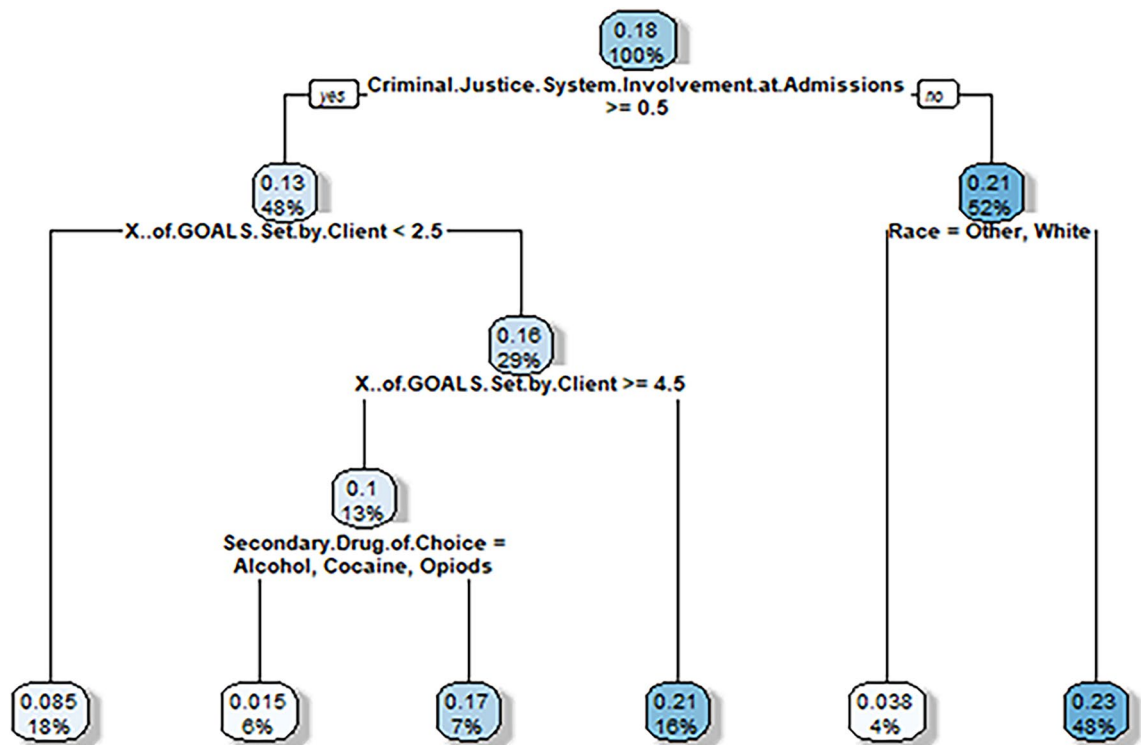 0.18
100%
yes
Criminal.Justice.System.Involvement.at.Admissions
>= 0.5
no
0.13
48%
0.21
52%
X..of.GOALS.Set.by.Client < 2.5
Race = Other, White
0.16
29%
X..of.GOALS.Set.by.Client >= 4.5
0.1
13%
Secondary.Drug.of.Choice =
Alcohol, Cocaine, Opiods
0.085
18%
0.015
6%
0.17
7%
0.21
16%
0.038
4%
0.23
48%